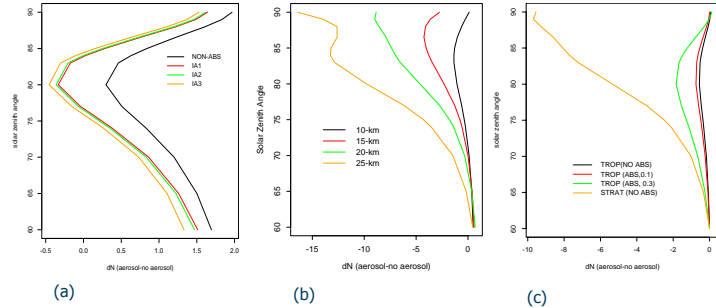 solar zenith angle
90
85
80
75
70
65
60
NON-ABS
IA1
IA2
IA3
-0.5
0.0
0.5
1.0
1.5
2.0
dN (aerosol-no aerosol)
(a)
Solar Zenith Angle
90
85
80
75
70
65
60
10-km
15-km
20-km
25-km
-15
-10
-5
0
dN (aerosol-no aerosol)
(b)
solar zenith angle
90
85
80
75
70
65
60
TROP(NO ABS)
TROP (ABS,0.1)
TROP (ABS, 0.3)
STRAT (NO ABS)
-10
-8
-6
-4
-2
0
dN(aerosol-no aerosol)
(c)